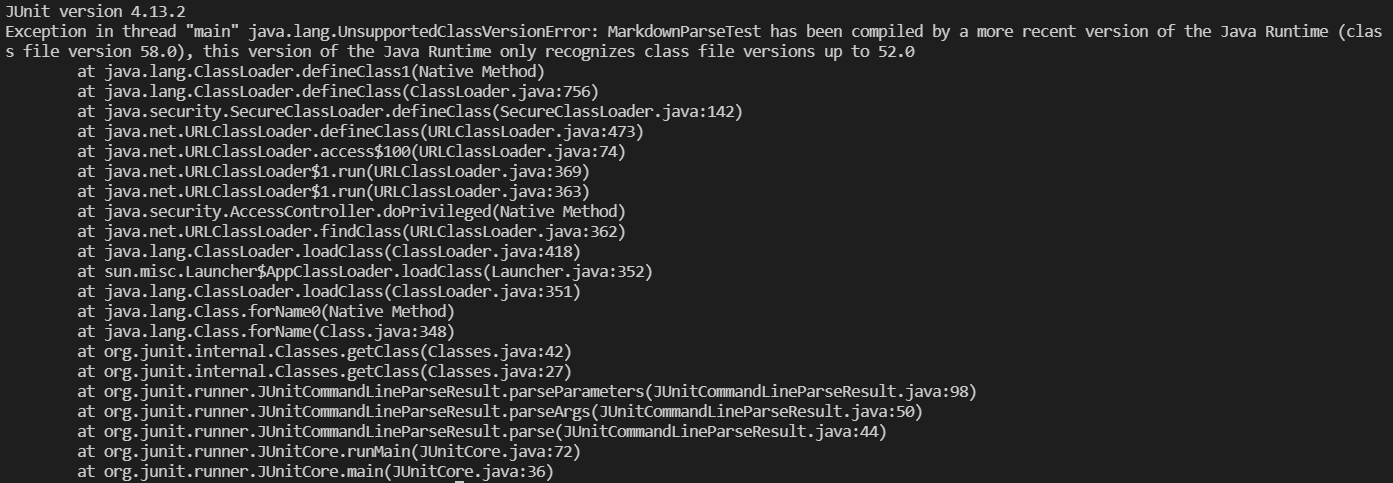 JUnit version 4.13.2
Exception in thread "main" java.lang.UnsupportedClassVersionError: MarkdownParseTest has been compiled by a more recent version of the Java Runtime (clas
s file version 58.0), this version of the Java Runtime only recognizes class file versions up to 52.0
        at java.lang.ClassLoader.defineClass1(Native Method)
        at java.lang.ClassLoader.defineClass(ClassLoader.java:756)
        at java.security.SecureClassLoader.defineClass(SecureClassLoader.java:142)
        at java.net.URLClassLoader.defineClass(URLClassLoader.java:473)
        at java.net.URLClassLoader.access$100(URLClassLoader.java:74)
        at java.net.URLClassLoader$1.run(URLClassLoader.java:369)
        at java.net.URLClassLoader$1.run(URLClassLoader.java:363)
        at java.security.AccessController.doPrivileged(Native Method)
        at java.net.URLClassLoader.findClass(URLClassLoader.java:362)
        at java.lang.ClassLoader.loadClass(ClassLoader.java:418)
        at sun.misc.Launcher$AppClassLoader.loadClass(Launcher.java:352)
        at java.lang.ClassLoader.loadClass(ClassLoader.java:351)
        at java.lang.Class.forName0(Native Method)
        at java.lang.Class.forName(Class.java:348)
        at org.junit.internal.Classes.getClass(Classes.java:42)
        at org.junit.internal.Classes.getClass(Classes.java:27)
        at org.junit.runner.JUnitCommandLineParseResult.parseParameters(JUnitCommandLineParseResult.java:98)
        at org.junit.runner.JUnitCommandLineParseResult.parseArgs(JUnitCommandLineParseResult.java:50)
        at org.junit.runner.JUnitCommandLineParseResult.parse(JUnitCommandLineParseResult.java:44)
        at org.junit.runner.JUnitCore.runMain(JUnitCore.java:72)
        at org.junit.runner.JUnitCore.main(JUnitCore.java:36)